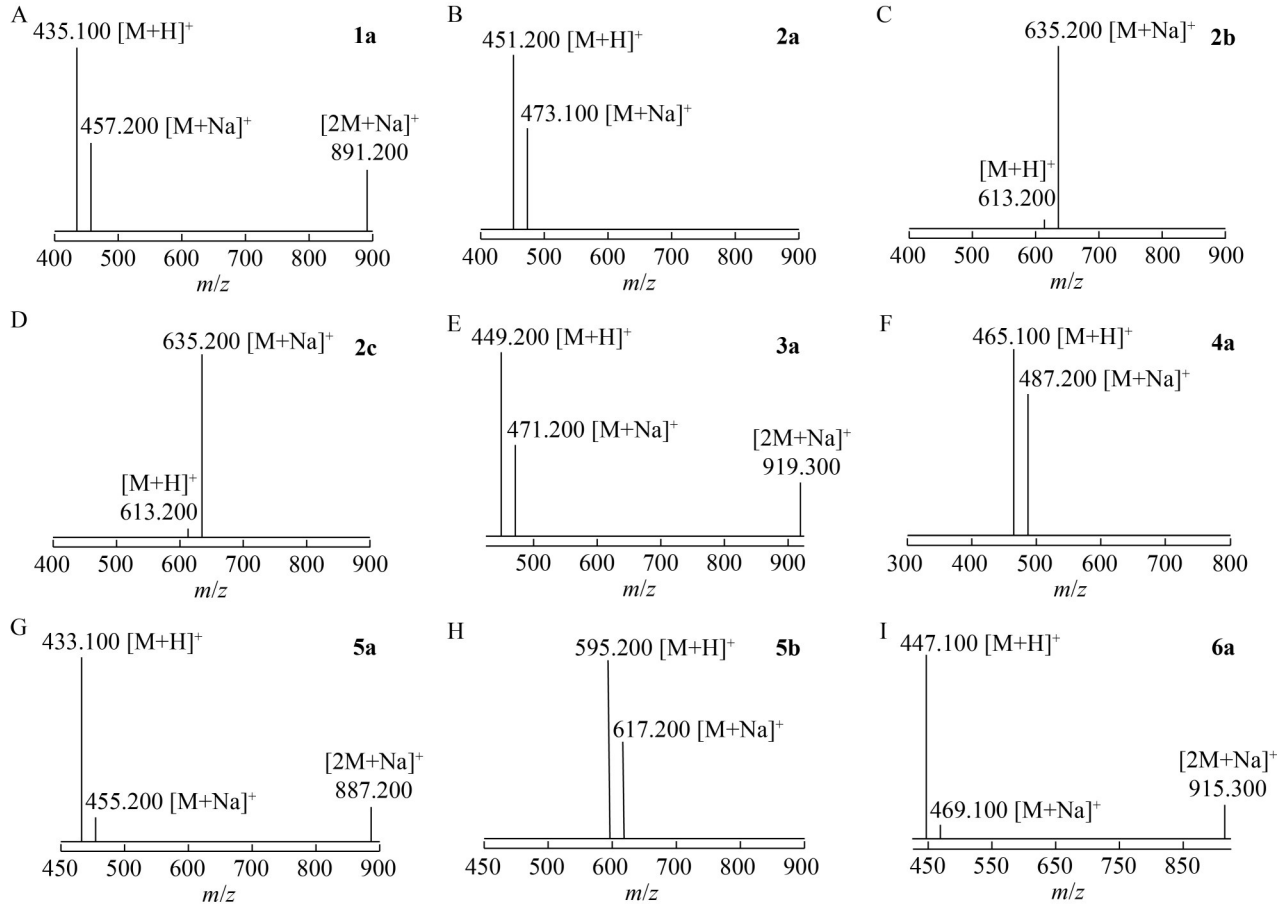 A
435.100 [M+H]⁺
1a
457.200 [M+Na]⁺
[2M+Na]⁺
891.200
400 500 600 700 800 900
m/z
B
451.200 [M+H]⁺
2a
473.100 [M+Na]⁺
400 500 600 700 800 900
m/z
C
635.200 [M+Na]⁺
2b
[M+H]⁺
613.200
400 500 600 700 800 900
m/z
D
635.200 [M+Na]⁺
2c
[M+H]⁺
613.200
400 500 600 700 800 900
m/z
E
449.200 [M+H]⁺
3a
471.200 [M+Na]⁺
[2M+Na]⁺
919.300
500 600 700 800 900
m/z
F
465.100 [M+H]⁺
4a
487.200 [M+Na]⁺
300 400 500 600 700 800
m/z
G
433.100 [M+H]⁺
5a
455.200 [M+Na]⁺
[2M+Na]⁺
887.200
450 500 600 700 800 900
m/z
H
595.200 [M+H]⁺
5b
617.200 [M+Na]⁺
450 500 600 700 800 900
m/z
I
447.100 [M+H]⁺
6a
469.100 [M+Na]⁺
[2M+Na]⁺
915.300
450 550 650 750 850
m/z